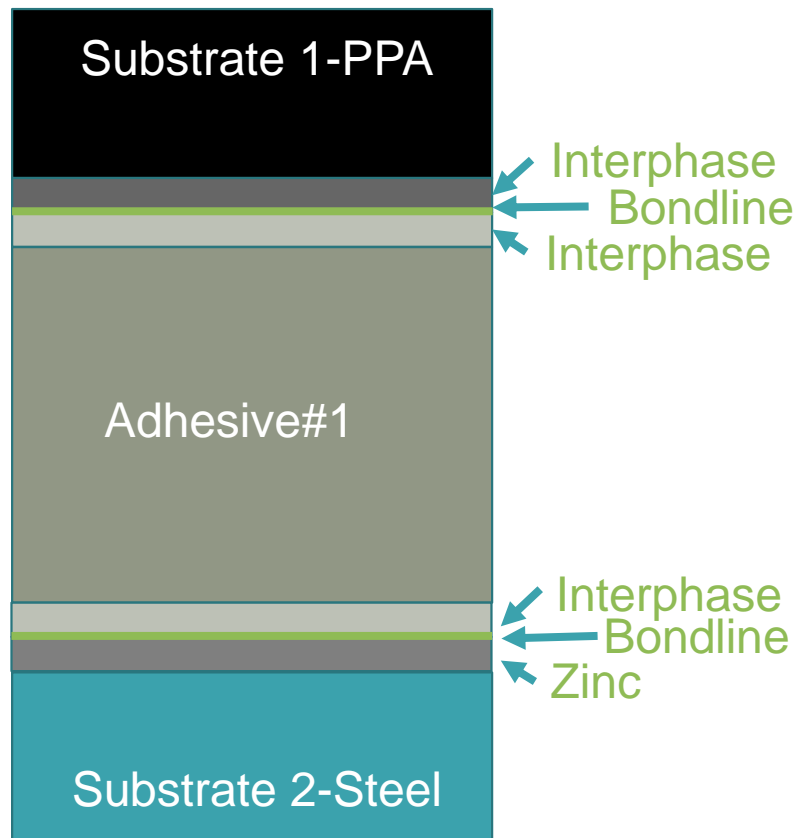 Substrate 1-PPA
Interphase
Bondline
Interphase
Adhesive#1
Interphase
Bondline
Zinc
Substrate 2-Steel